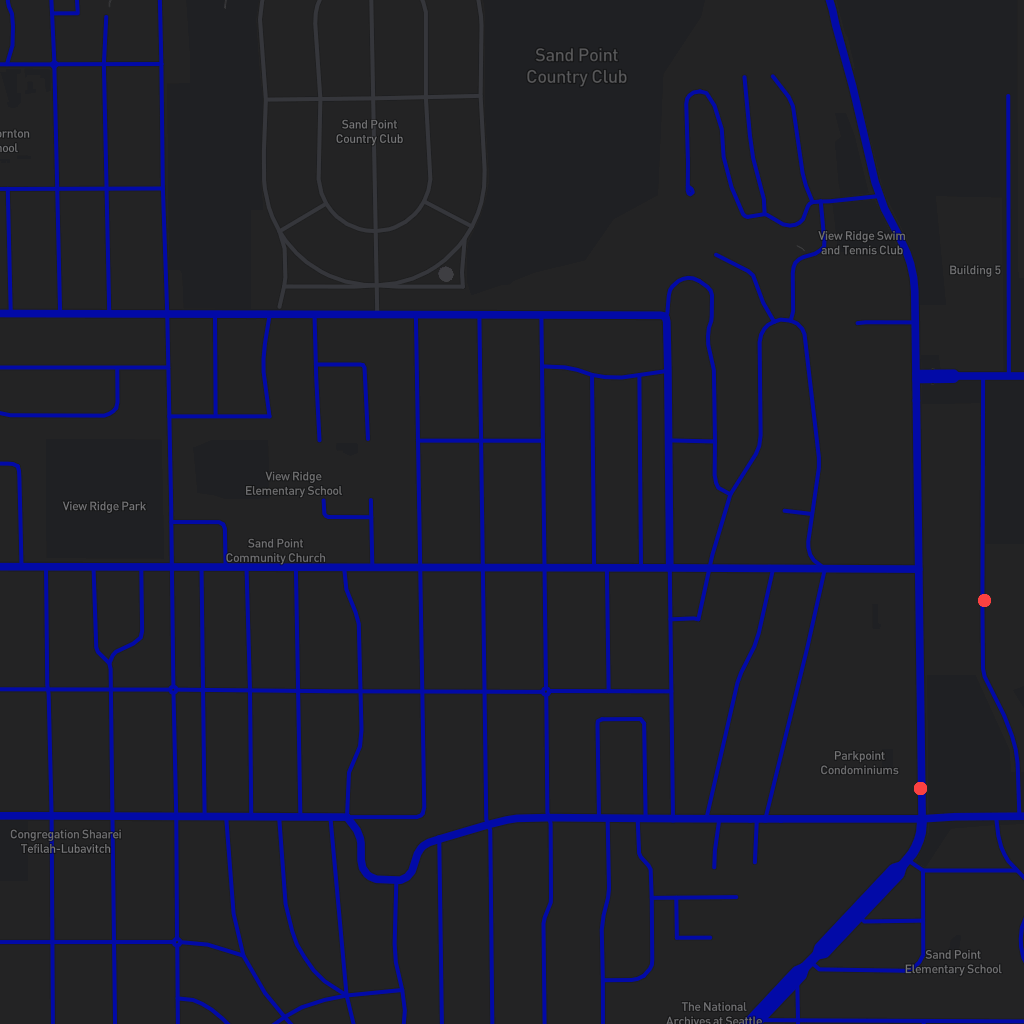 Sand Point
Country Club
Sand Point
Country Club
View Ridge Swim
and Tennis Club
Building 5
View Ridge
Elementary School
View Ridge Park
Sand Point
Community Church
Parkpoint
Condominiums
Congregation Shaarei
Tefilah-Lubavitch
Sand Point
Elementary School
The National
Archives at Seattle